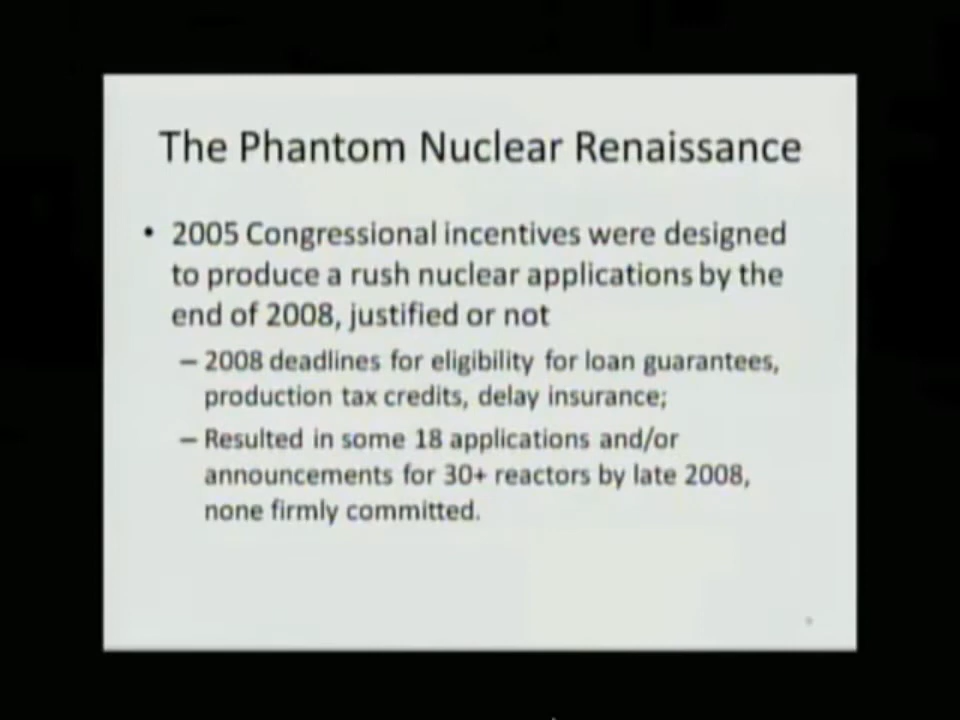 The Phantom Nuclear Renaissance
• 2005 Congressional incentives were designed
to produce a rush nuclear applications by the
end of 2008, justified or not
– 2008 deadlines for eligibility for loan guarantees,
production tax credits, delay insurance;
– Resulted in some 18 applications and/or
announcements for 30+ reactors by late 2008,
none firmly committed.